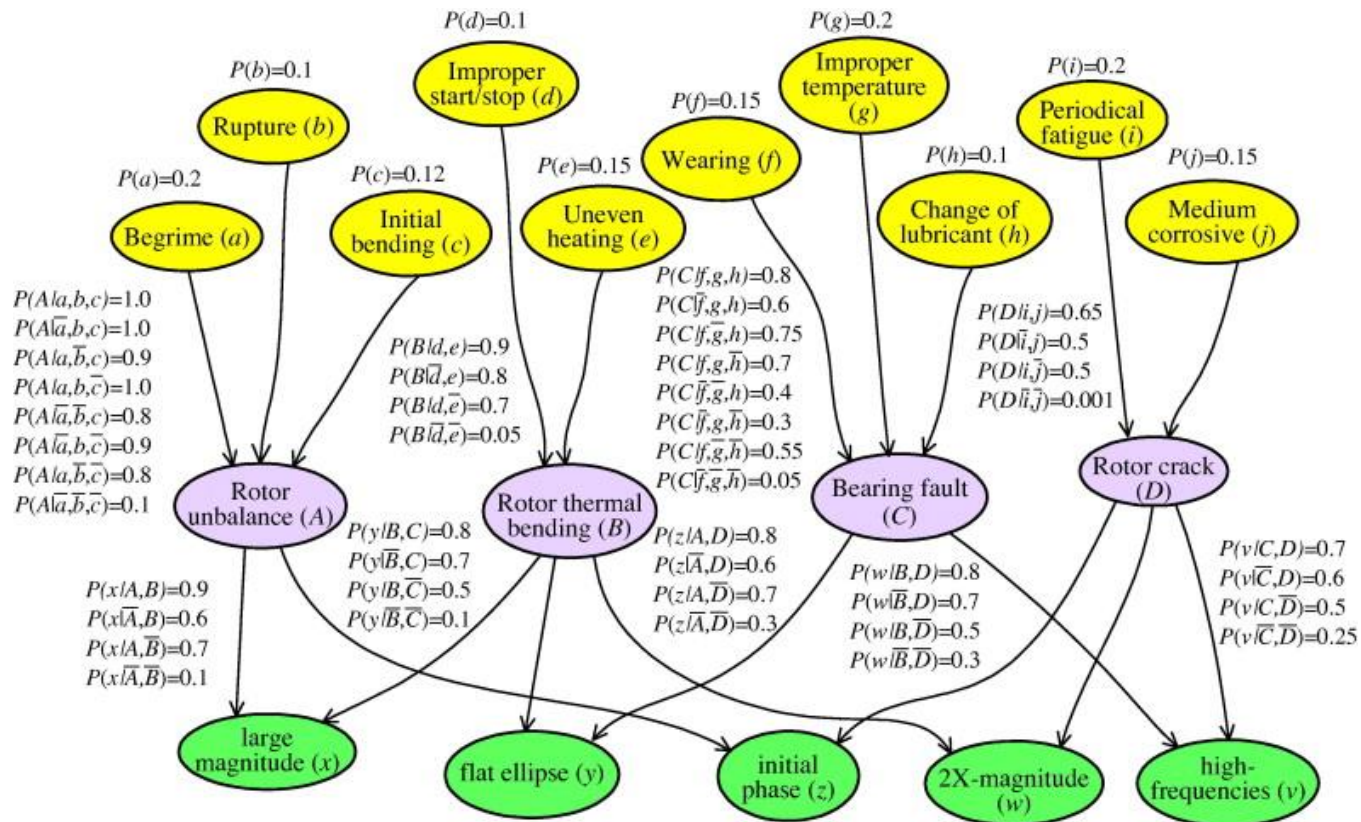 P(d)=0.1
P(g)=0.2
P(b)=0.1
Improper
start/stop (d)
Improper
temperature
(g)
P(i)=0.2
Rupture (b)
P(f)=0.15
Periodical
fatigue (i)
Wearing (f)
P(a)=0.2
P(c)=0.12
P(e)=0.15
P(h)=0.1
P(j)=0.15
Begrime (a)
Initial
bending (c)
Uneven
heating (e)
Change of
lubricant (h)
Medium
corrosive (j)
P(A|a,b,c)=1.0
P(A|a̅,b,c)=1.0
P(A|a,b̅,c)=0.9
P(A|a,b,c̅)=1.0
P(A|a̅,b̅,c)=0.8
P(A|a̅,b,c̅)=0.9
P(A|a,b̅,c̅)=0.8
P(A|a̅,b̅,c̅)=0.1
P(B|d,e)=0.9
P(B|d̅,e)=0.8
P(B|d,e̅)=0.7
P(B|d̅,e̅)=0.05
P(C|f,g,h)=0.8
P(C|f̅,g,h)=0.6
P(C|f,g̅,h)=0.75
P(C|f,g,h̅)=0.7
P(C|f̅,g̅,h)=0.4
P(C|f̅,g,h̅)=0.3
P(C|f,g̅,h̅)=0.55
P(C|f̅,g̅,h̅)=0.05
P(D|i,j)=0.65
P(D|i̅,j)=0.5
P(D|i,j̅)=0.5
P(D|i̅,j̅)=0.001
Rotor
unbalance (A)
Rotor thermal
bending (B)
Bearing fault
(C)
Rotor crack
(D)
P(x|A,B)=0.9
P(x|A̅,B)=0.6
P(x|A,B̅)=0.7
P(x|A̅,B̅)=0.1
P(y|B,C)=0.8
P(y|B̅,C)=0.7
P(y|B,C̅)=0.5
P(y|B̅,C̅)=0.1
P(z|A,D)=0.8
P(z|A̅,D)=0.6
P(z|A,D̅)=0.7
P(z|A̅,D̅)=0.3
P(w|B,D)=0.8
P(w|B̅,D)=0.7
P(w|B,D̅)=0.5
P(w|B̅,D̅)=0.3
P(v|C,D)=0.7
P(v|C̅,D)=0.6
P(v|C,D̅)=0.5
P(v|C̅,D̅)=0.25
large
magnitude (x)
flat ellipse (y)
initial
phase (z)
2X-magnitude
(w)
high-
frequencies (v)